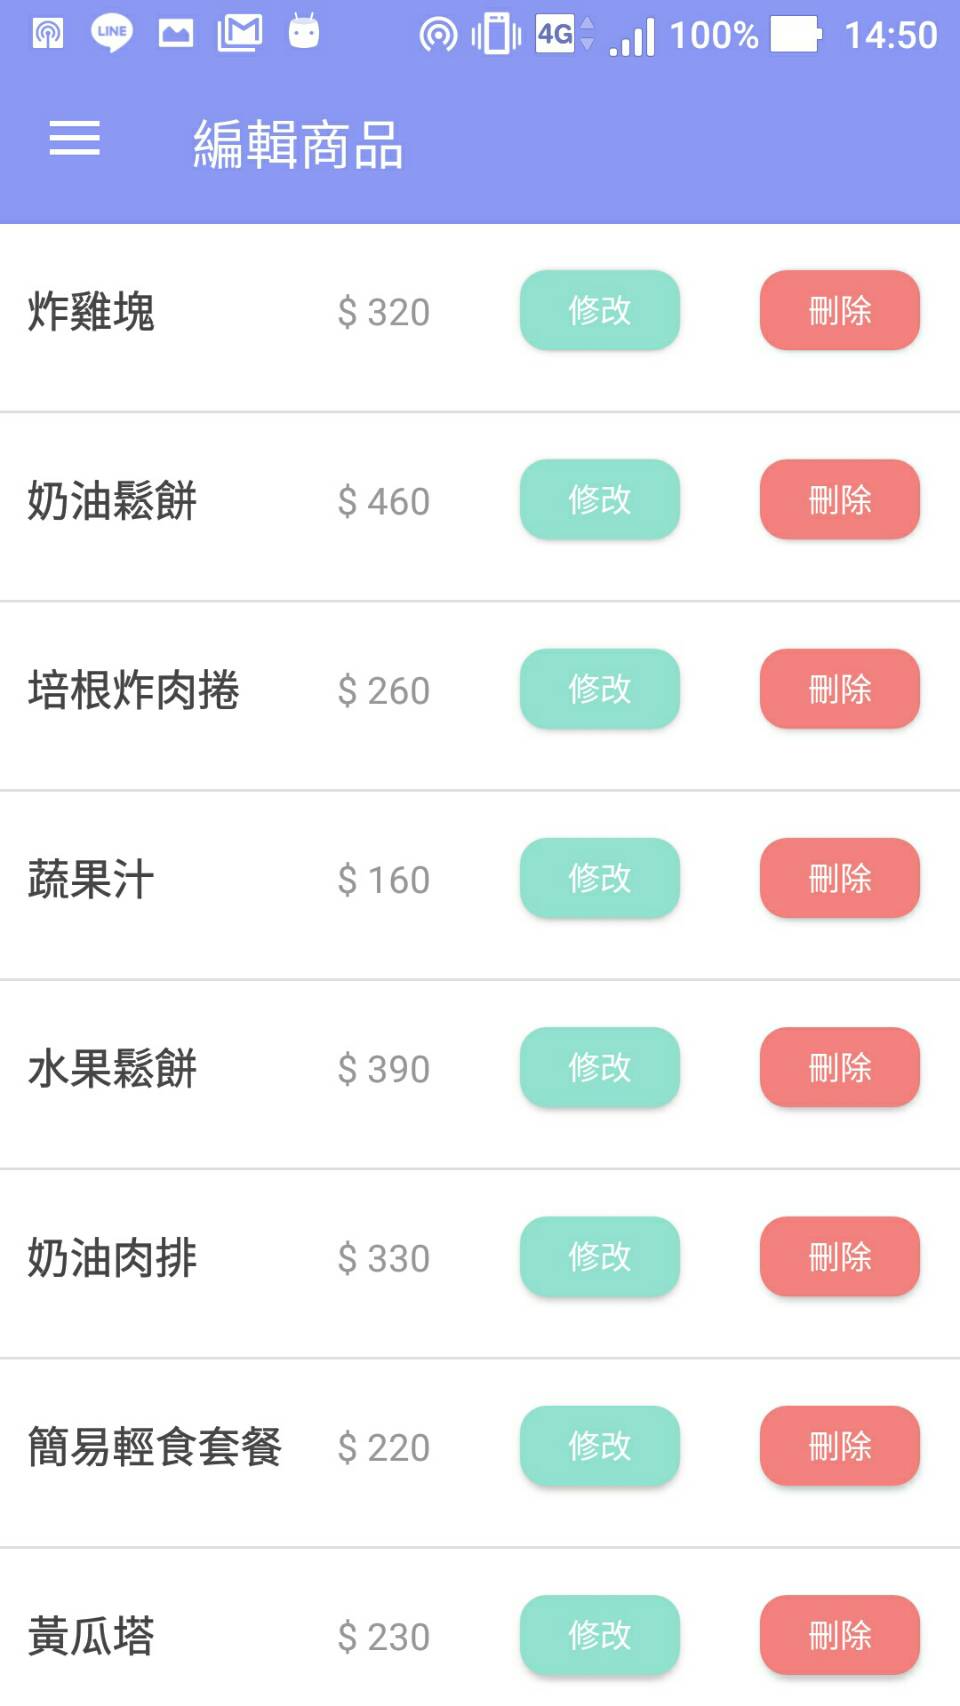 LINE 4G 100% 14:50
編輯商品
炸雞塊 $ 320 修改 刪除
奶油鬆餅 $ 460 修改 刪除
培根炸肉捲 $ 260 修改 刪除
蔬果汁 $ 160 修改 刪除
水果鬆餅 $ 390 修改 刪除
奶油肉排 $ 330 修改 刪除
簡易輕食套餐 $ 220 修改 刪除
黃瓜塔 $ 230 修改 刪除